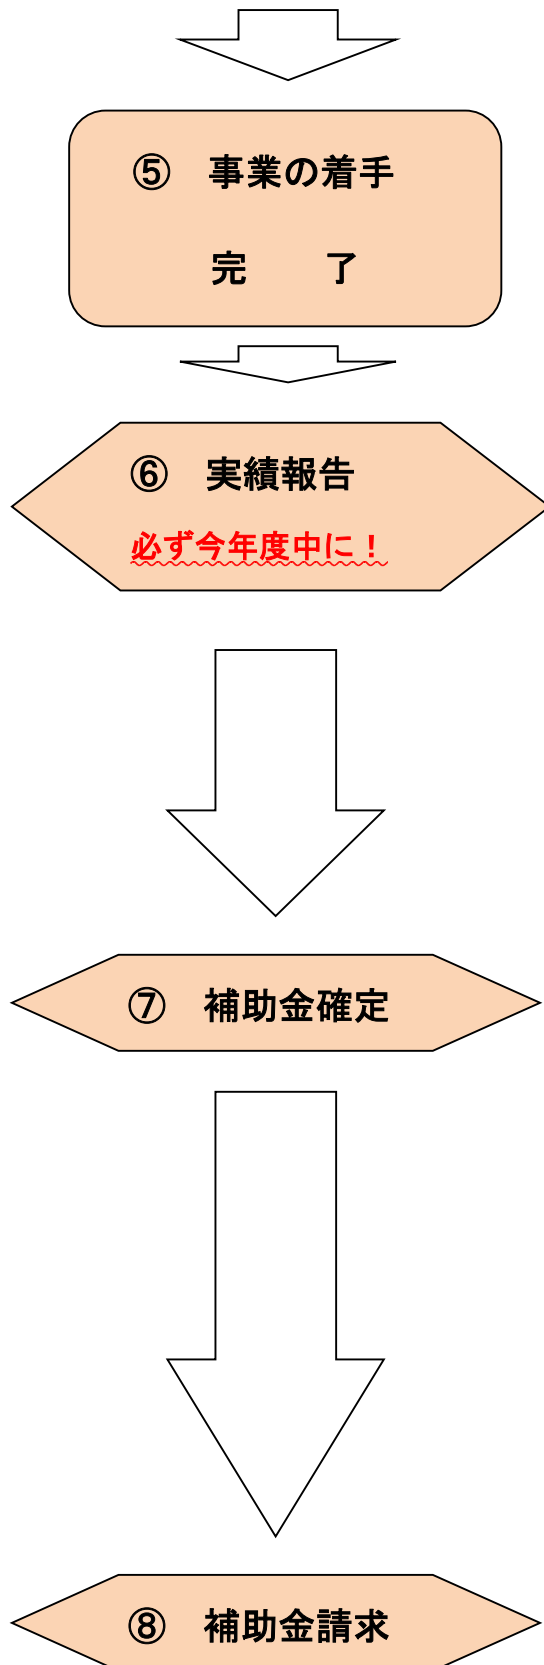 ⑤　事業の着手
完　　了
⑥　実績報告
必ず今年度中に！
⑦　補助金確定
⑧　補助金請求